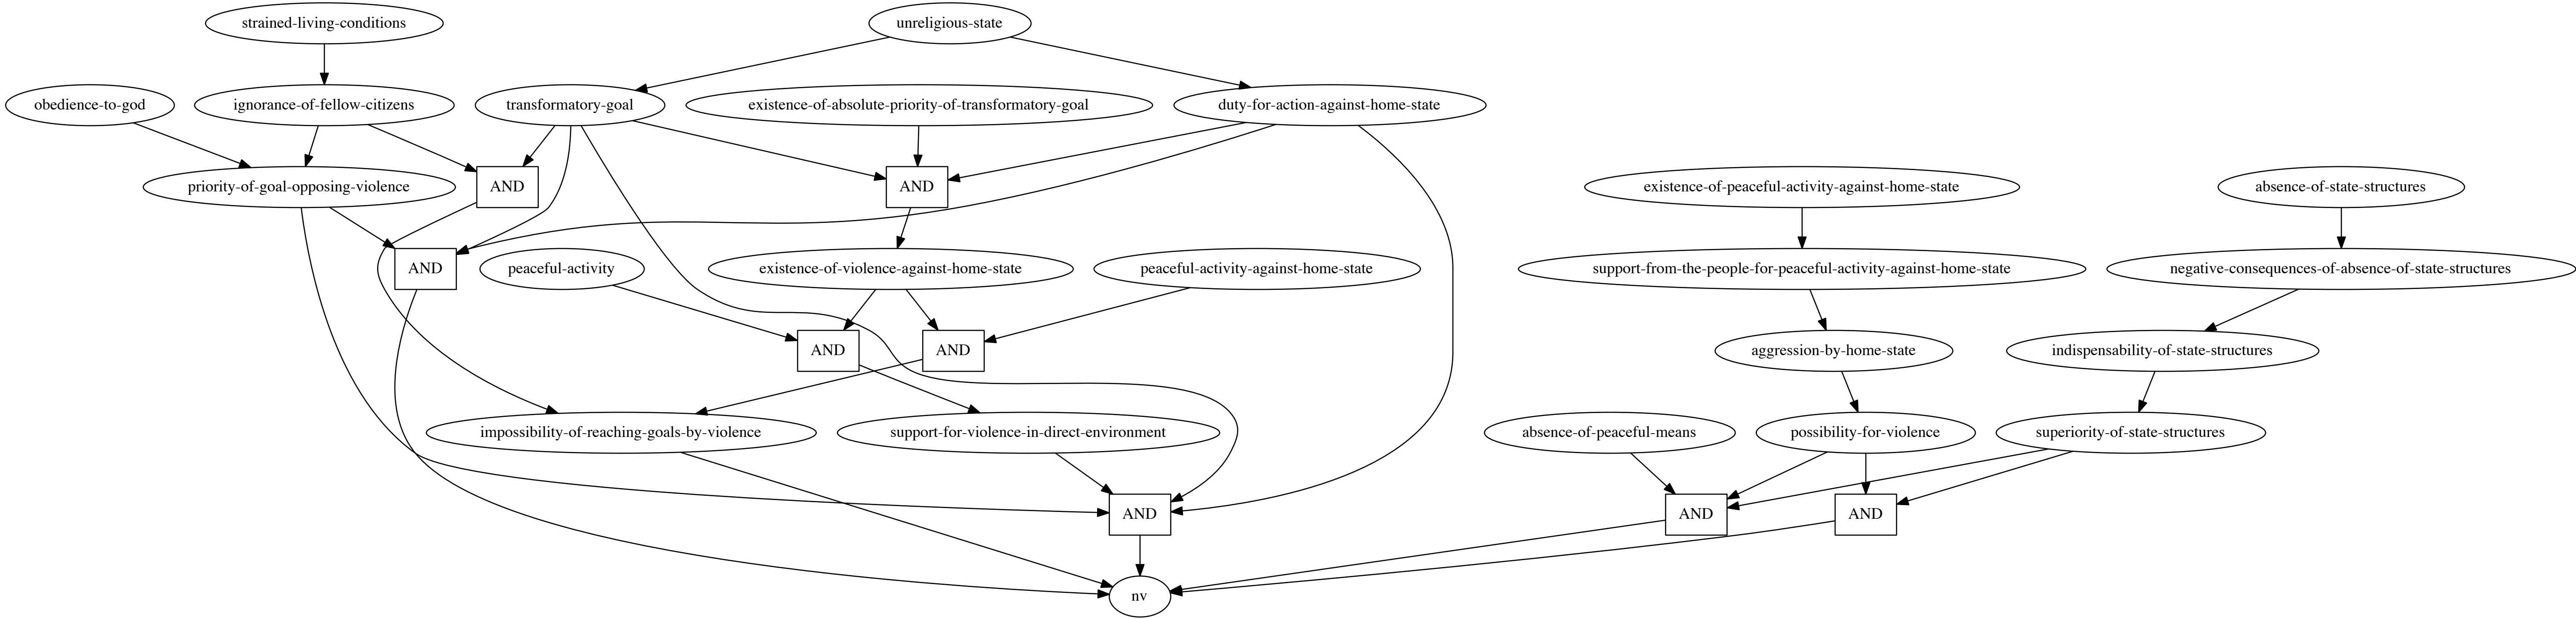 strained-living-conditions
unreligious-state
obedience-to-god
ignorance-of-fellow-citizens
transformatory-goal
existence-of-absolute-priority-of-transformatory-goal
duty-for-action-against-home-state
priority-of-goal-opposing-violence
AND
AND
existence-of-peaceful-activity-against-home-state
absence-of-state-structures
AND
peaceful-activity
existence-of-violence-against-home-state
peaceful-activity-against-home-state
support-from-the-people-for-peaceful-activity-against-home-state
negative-consequences-of-absence-of-state-structures
AND
AND
aggression-by-home-state
indispensability-of-state-structures
impossibility-of-reaching-goals-by-violence
support-for-violence-in-direct-environment
absence-of-peaceful-means
possibility-for-violence
superiority-of-state-structures
AND
AND
AND
nv